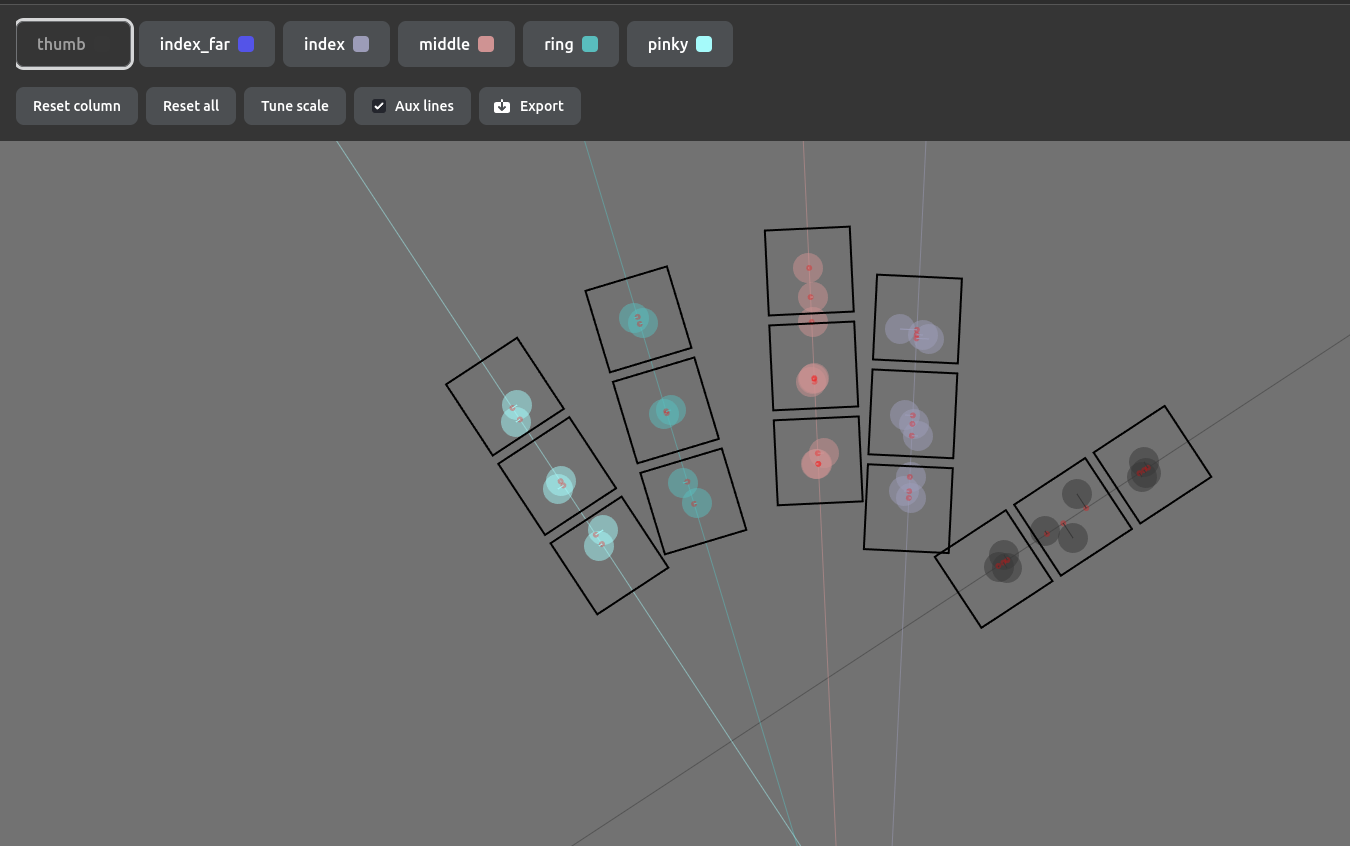 thumb index_far index middle ring pinky
Reset column Reset all Tune scale Aux lines Export